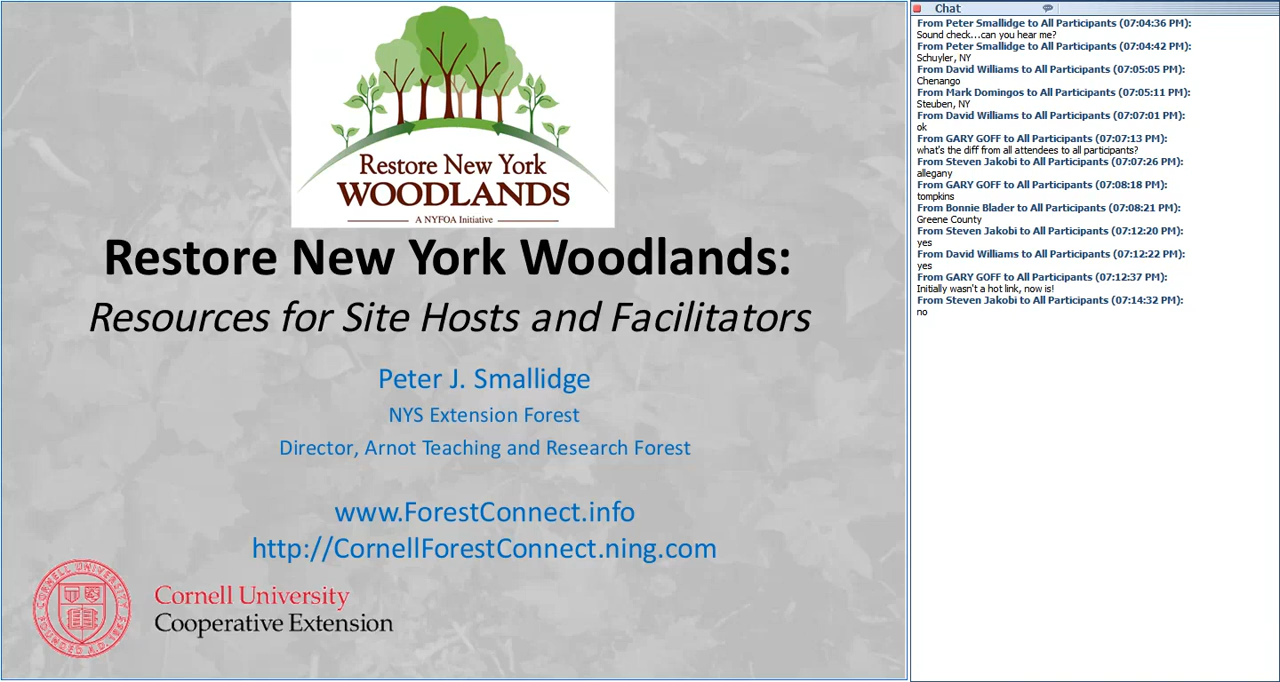 Restore New York
WOODLANDS
A NYFOA Initiative
Restore New York Woodlands:
Resources for Site Hosts and Facilitators
Peter J. Smallidge
NYS Extension Forest
Director, Arnot Teaching and Research Forest
www.ForestConnect.info
http://CornellForestConnect.ning.com
CORNELL UNIVERSITY
FOUNDED A.D. 1865
Cornell University
Cooperative Extension
Chat
From Peter Smallidge to All Participants (07:04:36 PM):
Sound check...can you hear me?
From Peter Smallidge to All Participants (07:04:42 PM):
Schuyler, NY
From David Williams to All Participants (07:05:05 PM):
Chenango
From Mark Domingos to All Participants (07:05:11 PM):
Steuben, NY
From David Williams to All Participants (07:07:01 PM):
ok
From GARY GOFF to All Participants (07:07:13 PM):
what's the diff from all attendees to all participants?
From Steven Jakobi to All Participants (07:07:26 PM):
allegany
From GARY GOFF to All Participants (07:08:18 PM):
tompkins
From Bonnie Blader to All Participants (07:08:21 PM):
Greene County
From Steven Jakobi to All Participants (07:12:20 PM):
yes
From David Williams to All Participants (07:12:22 PM):
yes
From GARY GOFF to All Participants (07:12:37 PM):
Initially wasn't a hot link, now is!
From Steven Jakobi to All Participants (07:14:32 PM):
no